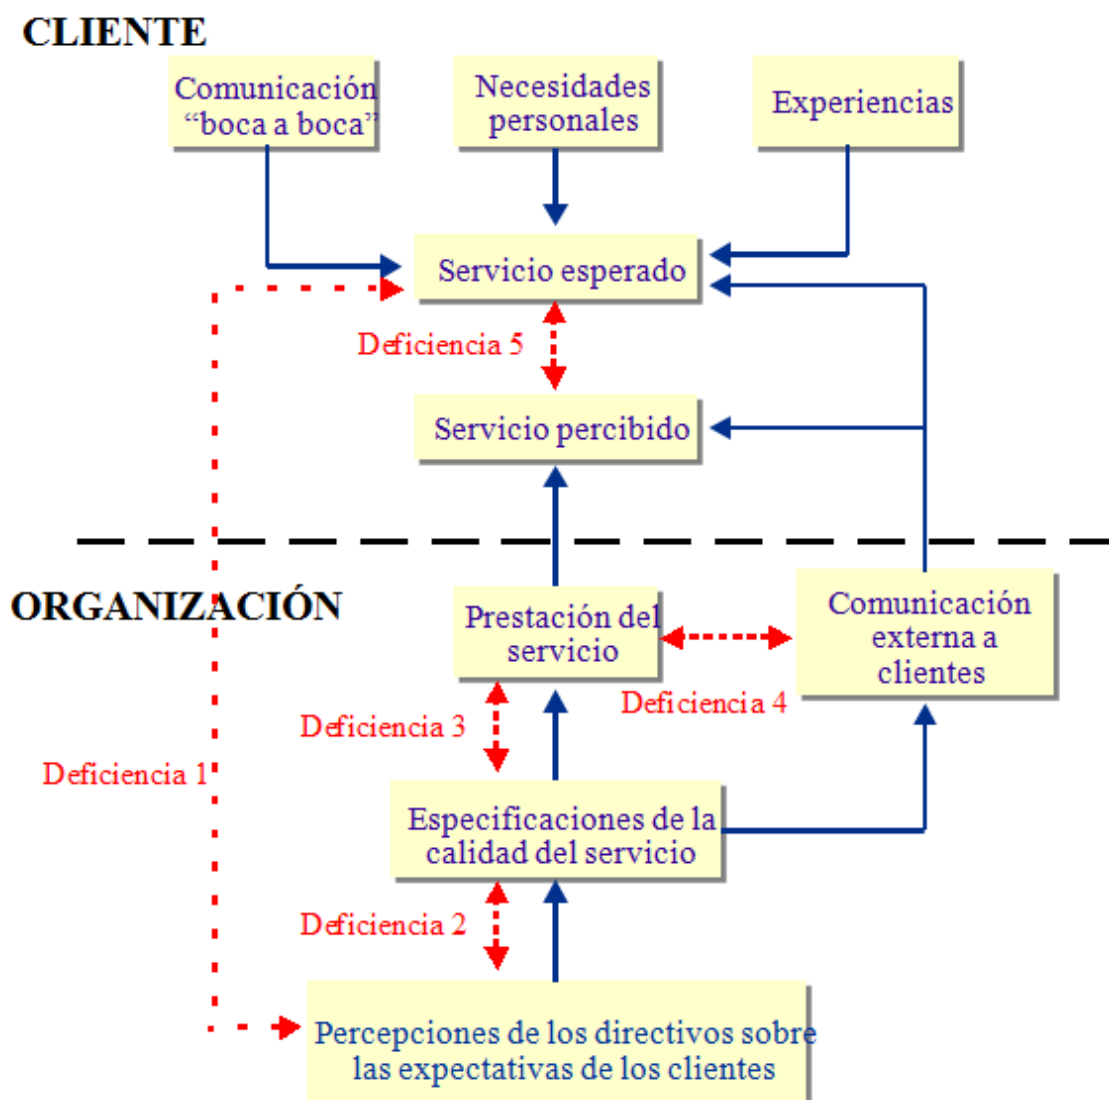 CLIENTE
Comunicación
“boca a boca”
Necesidades
personales
Experiencias
Servicio esperado
Deficiencia 5
Servicio percibido
ORGANIZACIÓN
Prestación del
servicio
Comunicación
externa a
clientes
Deficiencia 4
Deficiencia 3
Deficiencia 1
Especificaciones de la
calidad del servicio
Deficiencia 2
Percepciones de los directivos sobre
las expectativas de los clientes